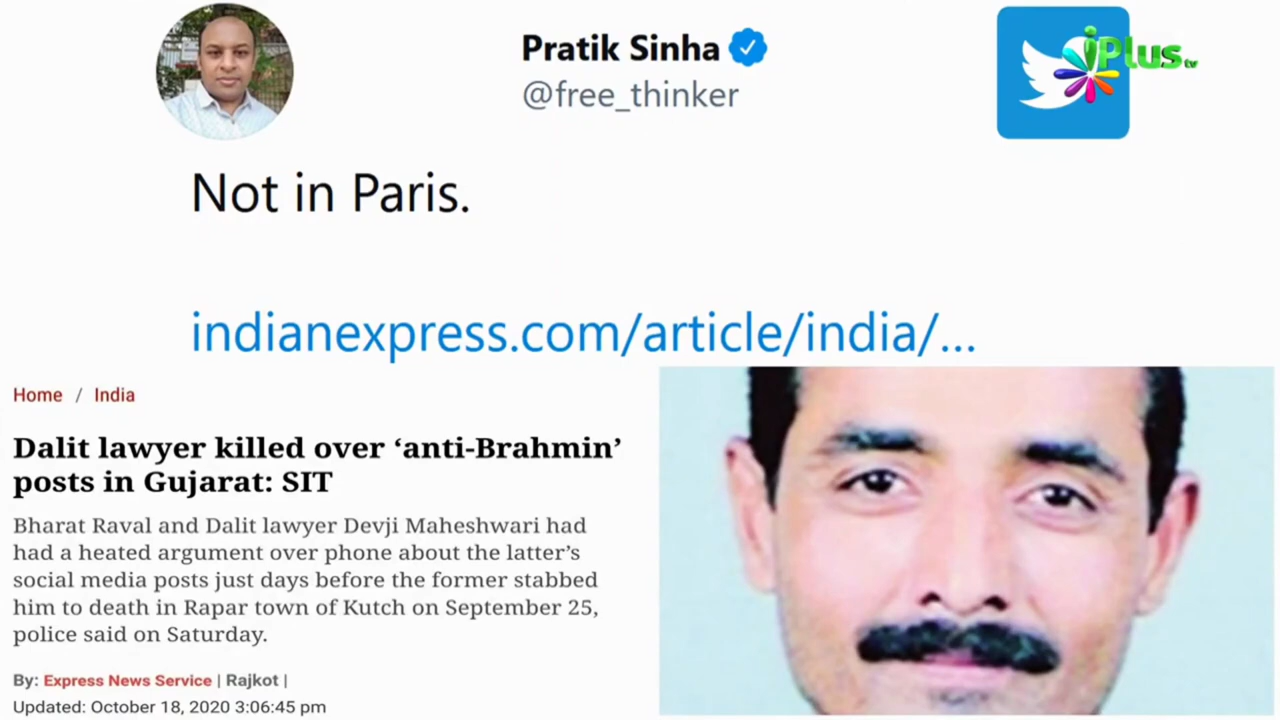 Pratik Sinha
@free_thinker
iPlus tv
Not in Paris.
indianexpress.com/article/india/...
Home / India
Dalit lawyer killed over ‘anti-Brahmin’
posts in Gujarat: SIT
Bharat Raval and Dalit lawyer Devji Maheshwari had
had a heated argument over phone about the latter’s
social media posts just days before the former stabbed
him to death in Rapar town of Kutch on September 25,
police said on Saturday.
By: Express News Service | Rajkot |
Updated: October 18, 2020 3:06:45 pm